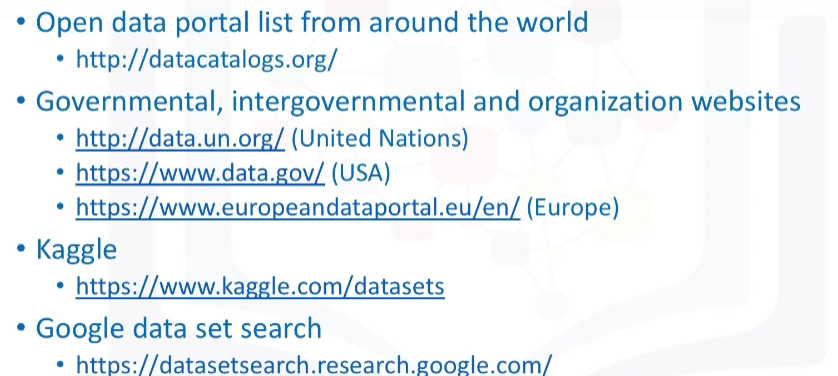 • Open data portal list from around the world
• http://datacatalogs.org/
• Governmental, intergovernmental and organization websites
• http://data.un.org/ (United Nations)
• https://www.data.gov/ (USA)
• https://www.europeandataportal.eu/en/ (Europe)
• Kaggle
• https://www.kaggle.com/datasets
• Google data set search
• https://datasetsearch.research.google.com/